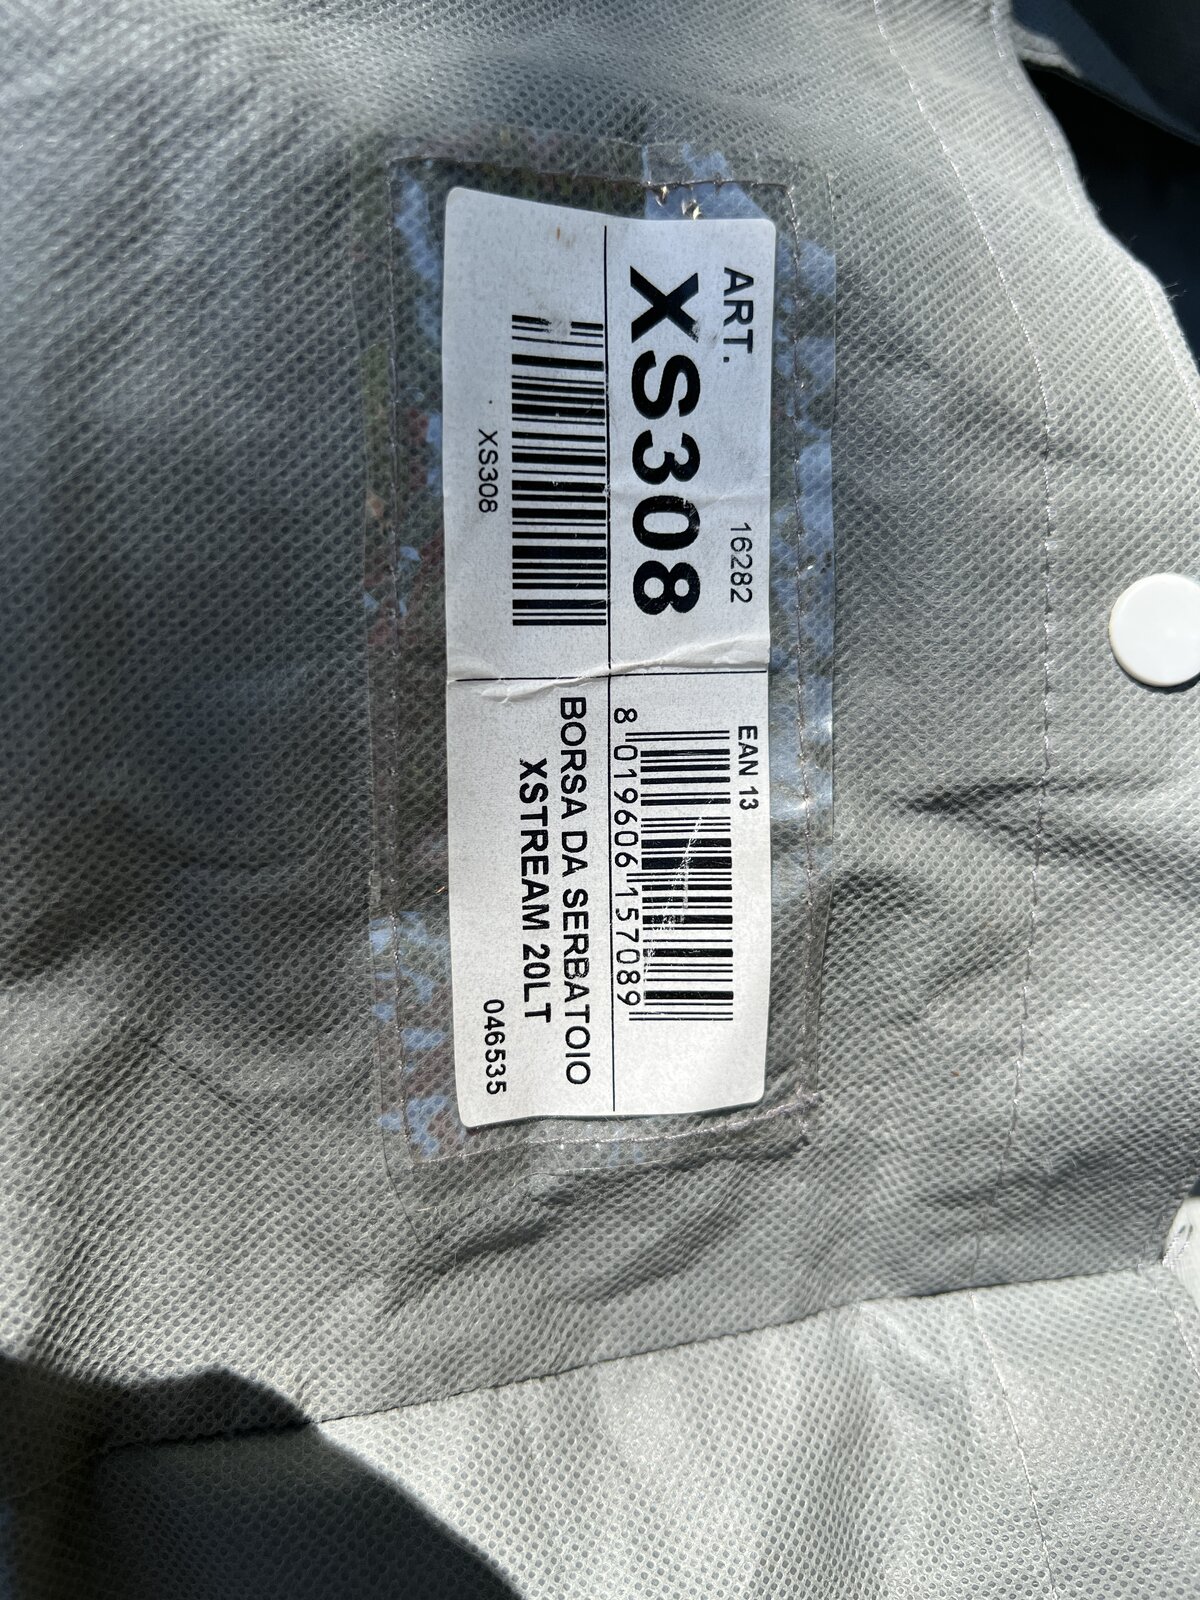 ART. 16282
XS308
XS308
EAN 13
8 019606 157089
BORSA DA SERBATOIO
XSTREAM 20LT
046535